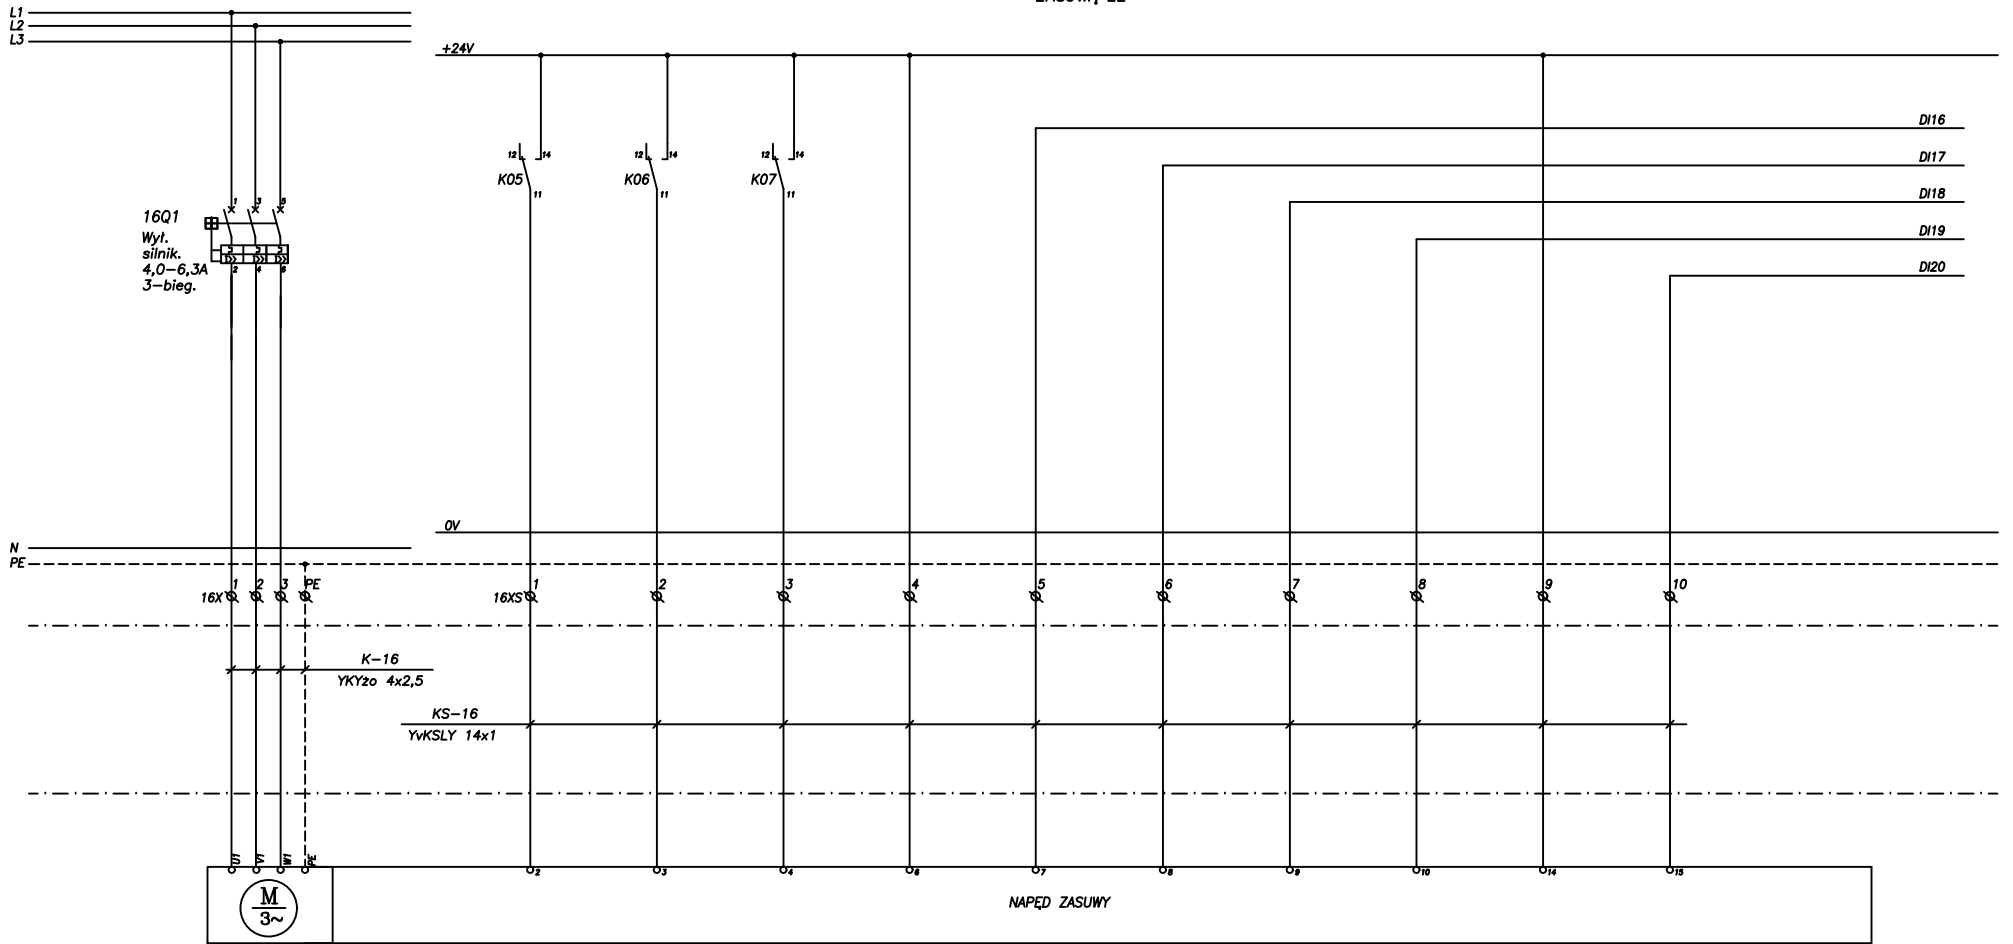 L1
L2
L3
+24V
DI16
DI17
DI18
DI19
DI20
12 14
K05
11
12 14
K06
11
12 14
K07
11
1 3 5
16Q1
Wył.
silnik.
4,0-6,3A
3-bieg.
2 4 6
0V
N
PE
16X 1 2 3 PE
16XS 1 2 3 4 5 6 7 8 9 10
K-16
YKYżo 4x2,5
KS-16
YvKSLY 14x1
U1 V1 W1 PE
2 3 4 6 7 8 9 10 14 15
M
3~
NAPĘD ZASUWY